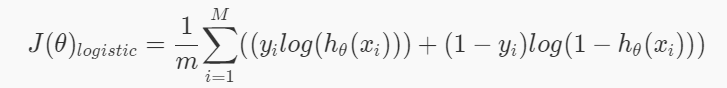 J(θ)_{logistic} = \frac{1}{m} \sum_{i=1}^{M} ((y_i log(h_θ(x_i))) + (1 − y_i)log(1 − h_θ(x_i)))